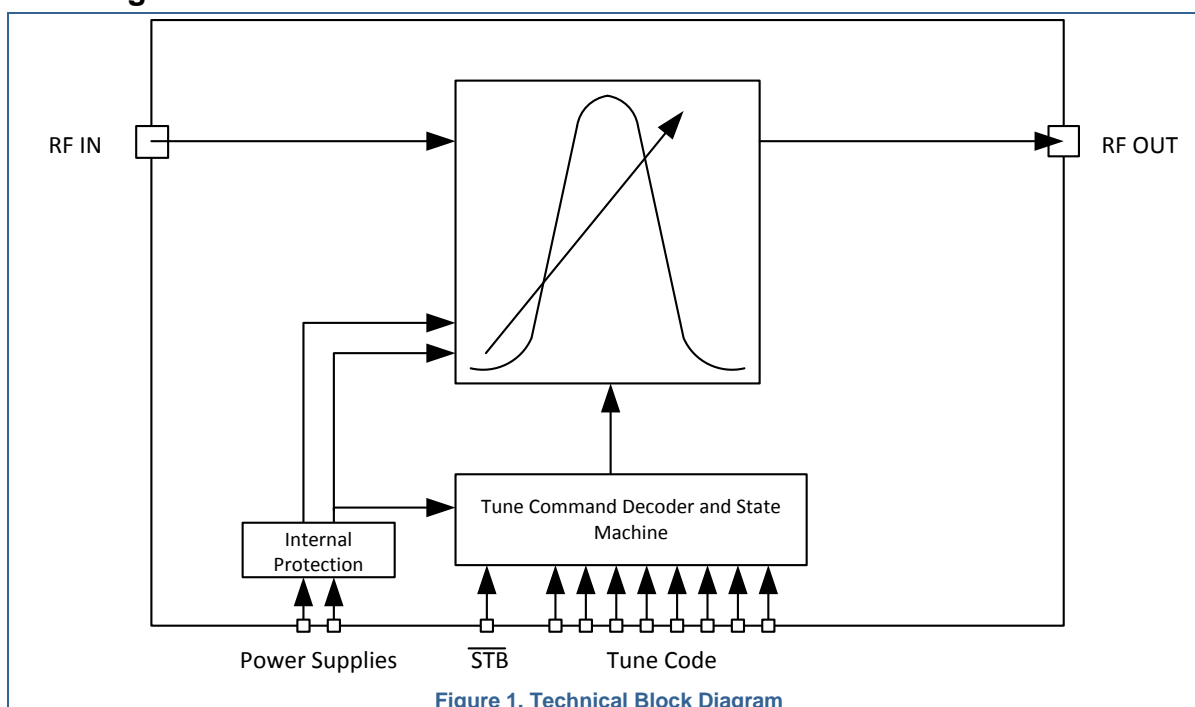 RF IN
RF OUT
Tune Command Decoder and State
Machine
Internal
Protection
Power Supplies
STB
Tune Code
Figure 1. Technical Block Diagram